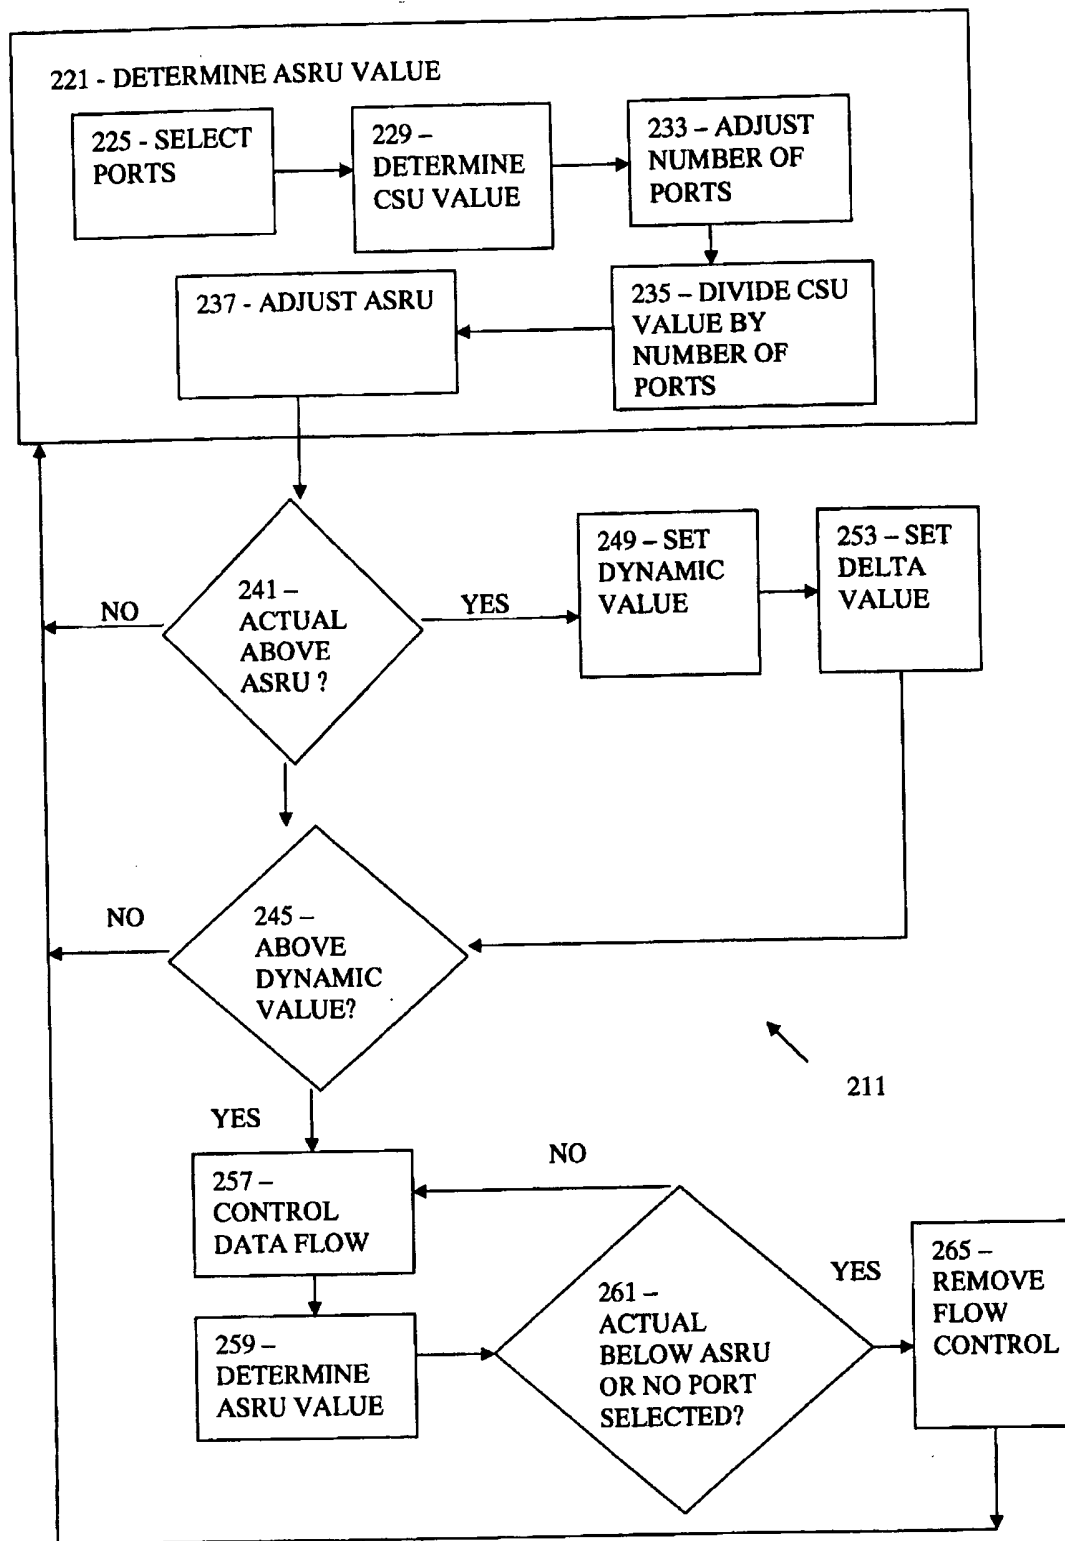 221 - DETERMINE ASRU VALUE
225 - SELECT
PORTS
229 –
DETERMINE
CSU VALUE
233 – ADJUST
NUMBER OF
PORTS
237 - ADJUST ASRU
235 – DIVIDE CSU
VALUE BY
NUMBER OF
PORTS
241 –
ACTUAL
ABOVE
ASRU ?
NO
YES
249 – SET
DYNAMIC
VALUE
253 – SET
DELTA
VALUE
245 –
ABOVE
DYNAMIC
VALUE?
NO
211
YES
257 –
CONTROL
DATA FLOW
NO
259 –
DETERMINE
ASRU VALUE
261 –
ACTUAL
BELOW ASRU
OR NO PORT
SELECTED?
YES
265 –
REMOVE
FLOW
CONTROL